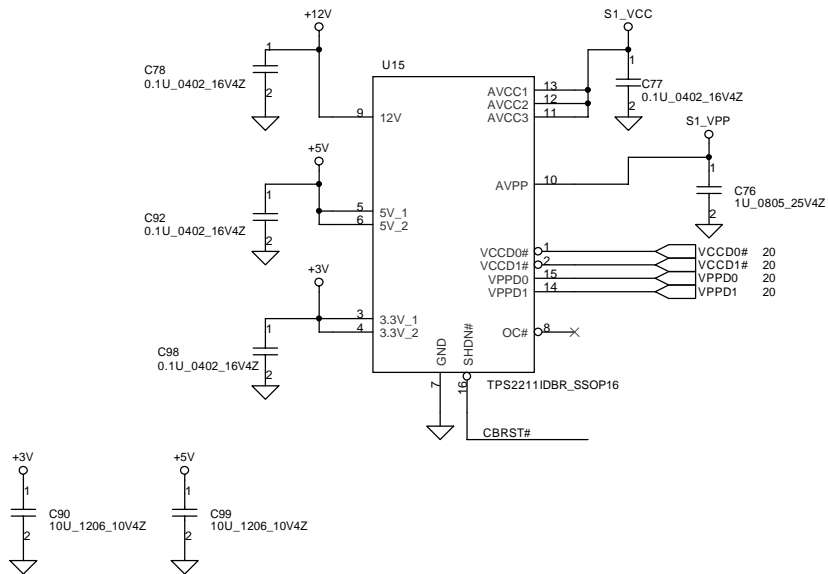 +12V
S1_VCC
1
C78
0.1U_0402_16V4Z
2
U15
1
C77
0.1U_0402_16V4Z
2
9 12V
AVCC1 13
AVCC2 12
AVCC3 11
S1_VPP
+5V
1
C92
0.1U_0402_16V4Z
2
5 5V_1
6 5V_2
AVPP 10
1
C76
1U_0805_25V4Z
2
VCCD0# 1 VCCD0# 20
VCCD1# 2 VCCD1# 20
VPPD0 15 VPPD0 20
VPPD1 14 VPPD1 20
+3V
1
C98
0.1U_0402_16V4Z
2
3 3.3V_1
4 3.3V_2
OC# 8
GND
7
SHDN#
16
TPS2211IDBR_SSOP16
CBRST#
+3V
1
C90
10U_1206_10V4Z
2
+5V
1
C99
10U_1206_10V4Z
2